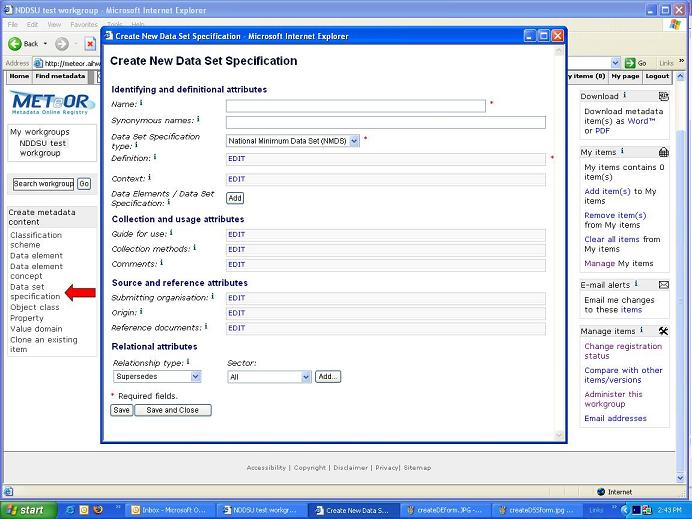 NDDSU test workgroup - Microsoft Internet Explorer
File Edit View Favorites Tools Help
Back
Address http://meteor.aihw
Go Links
Home Find metadata
My items (0) My page Logout
METeOR
Metadata Online Registry
My workgroups
NDDSU test
workgroup
Search workgroup Go
Create metadata
content
Classification
scheme
Data element
Data element
concept
Data set
specification
Object class
Property
Value domain
Clone an existing
item
Create New Data Set Specification - Microsoft Internet Explorer
Create New Data Set Specification
Identifying and definitional attributes
Name: i *
Synonymous names: i
Data Set Specification
type: i National Minimum Data Set (NMDS) *
Definition: i EDIT *
Context: i EDIT
Data Elements / Data Set
Specification: i Add
Collection and usage attributes
Guide for use: i EDIT
Collection methods: i EDIT
Comments: i EDIT
Source and reference attributes
Submitting organisation: i EDIT
Origin: i EDIT
Reference documents: i EDIT
Relational attributes
Relationship type: i Sector:
Supersedes All Add...
* Required fields.
Save Save and Close
Download i
Download metadata
item(s) as Word™
or PDF
My items i
My items contains 0
item(s)
Add item(s) to My
items
Remove item(s)
from My items
Clear all items from
My items
Manage My items
E-mail alerts i
Email me changes
to these items
Manage items i
Change registration
status
Compare with other
items/versions
Administer this
workgroup
Email addresses
Accessibility | Copyright | Disclaimer | Privacy| Sitemap
Internet
start
Inbox - Microsoft O...
NDDSU test workgr...
Create New Data S...
createDEform.JPG -...
createDSSform.jpg ...
Links
2:43 PM